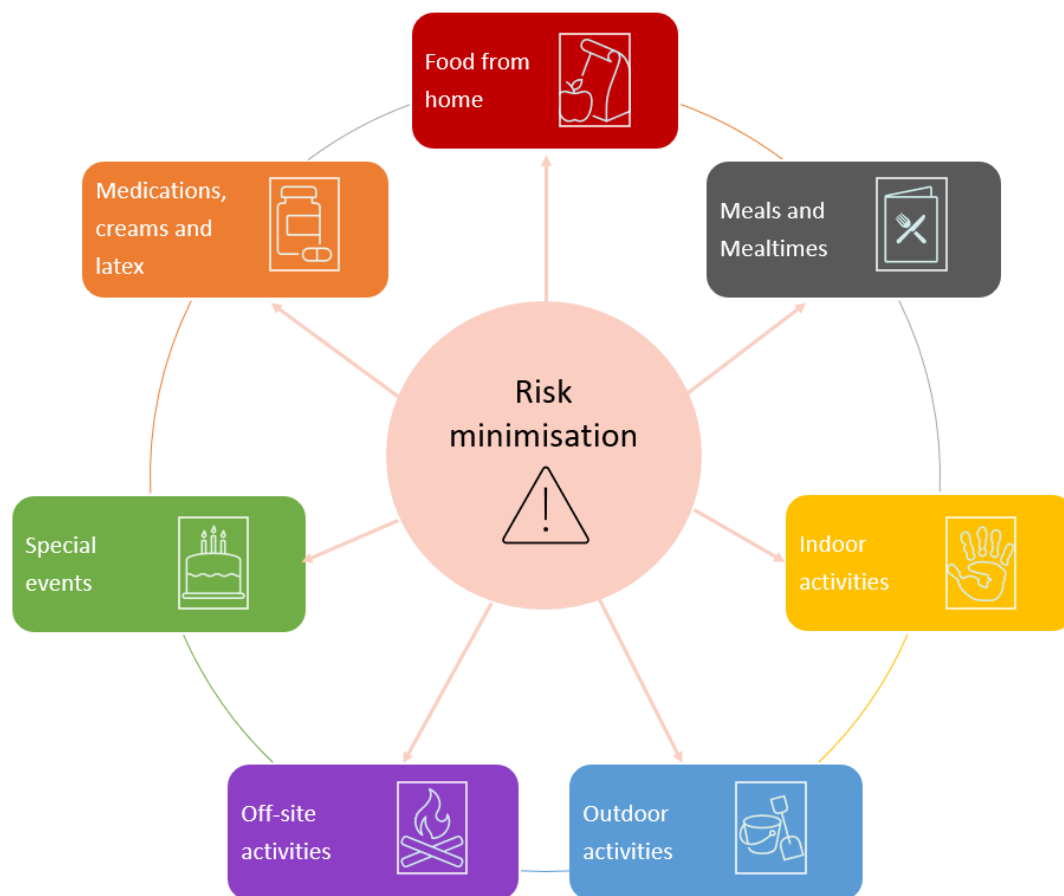 Food from
home
Medications,
creams and
latex
Meals and
Mealtimes
Risk
minimisation
Special
events
Indoor
activities
Off-site
activities
Outdoor
activities